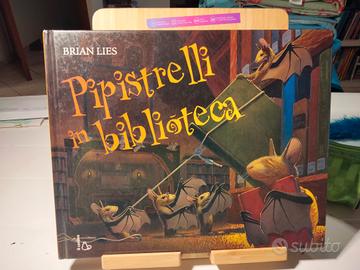 BRIAN LIES
Pipistrelli
in biblioteca
subito